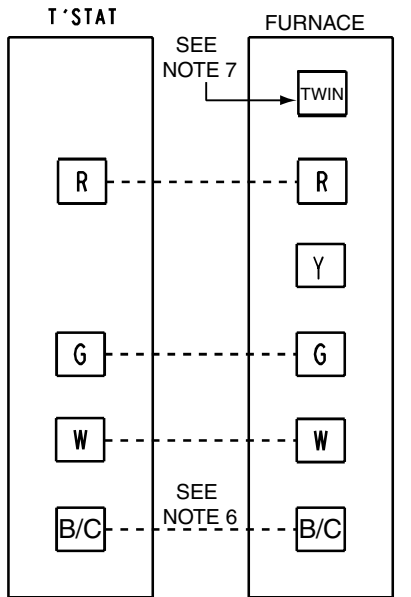 T'STAT
FURNACE
SEE
NOTE 7
TWIN
R
R
Y
G
G
W
W
SEE
NOTE 6
B/C
B/C